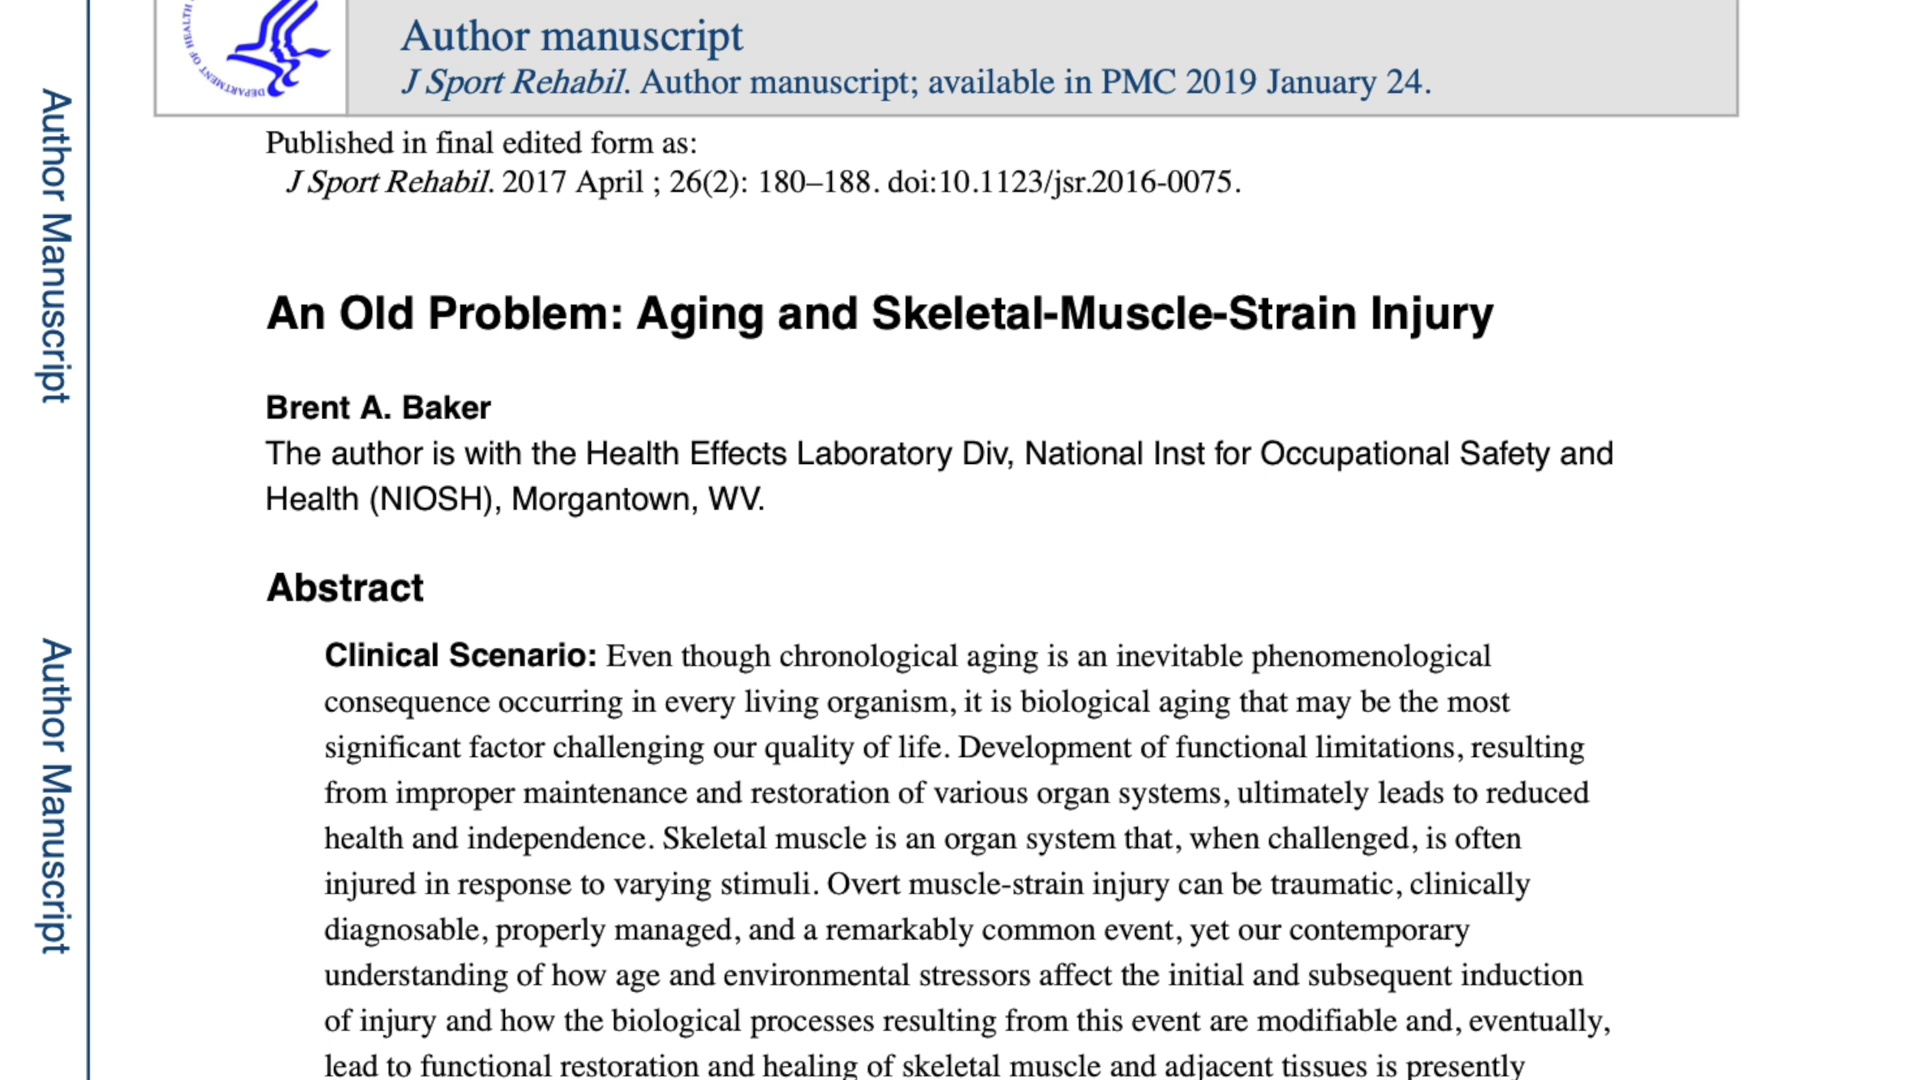 DEPARTMENT OF HEALTH
Author manuscript
J Sport Rehabil. Author manuscript; available in PMC 2019 January 24.
Published in final edited form as:
J Sport Rehabil. 2017 April ; 26(2): 180–188. doi:10.1123/jsr.2016-0075.
An Old Problem: Aging and Skeletal-Muscle-Strain Injury
Brent A. Baker
The author is with the Health Effects Laboratory Div, National Inst for Occupational Safety and
Health (NIOSH), Morgantown, WV.
Abstract
Clinical Scenario: Even though chronological aging is an inevitable phenomenological
consequence occurring in every living organism, it is biological aging that may be the most
significant factor challenging our quality of life. Development of functional limitations, resulting
from improper maintenance and restoration of various organ systems, ultimately leads to reduced
health and independence. Skeletal muscle is an organ system that, when challenged, is often
injured in response to varying stimuli. Overt muscle-strain injury can be traumatic, clinically
diagnosable, properly managed, and a remarkably common event, yet our contemporary
understanding of how age and environmental stressors affect the initial and subsequent induction
of injury and how the biological processes resulting from this event are modifiable and, eventually,
lead to functional restoration and healing of skeletal muscle and adjacent tissues is presently
Author Manuscript
Author Manuscript